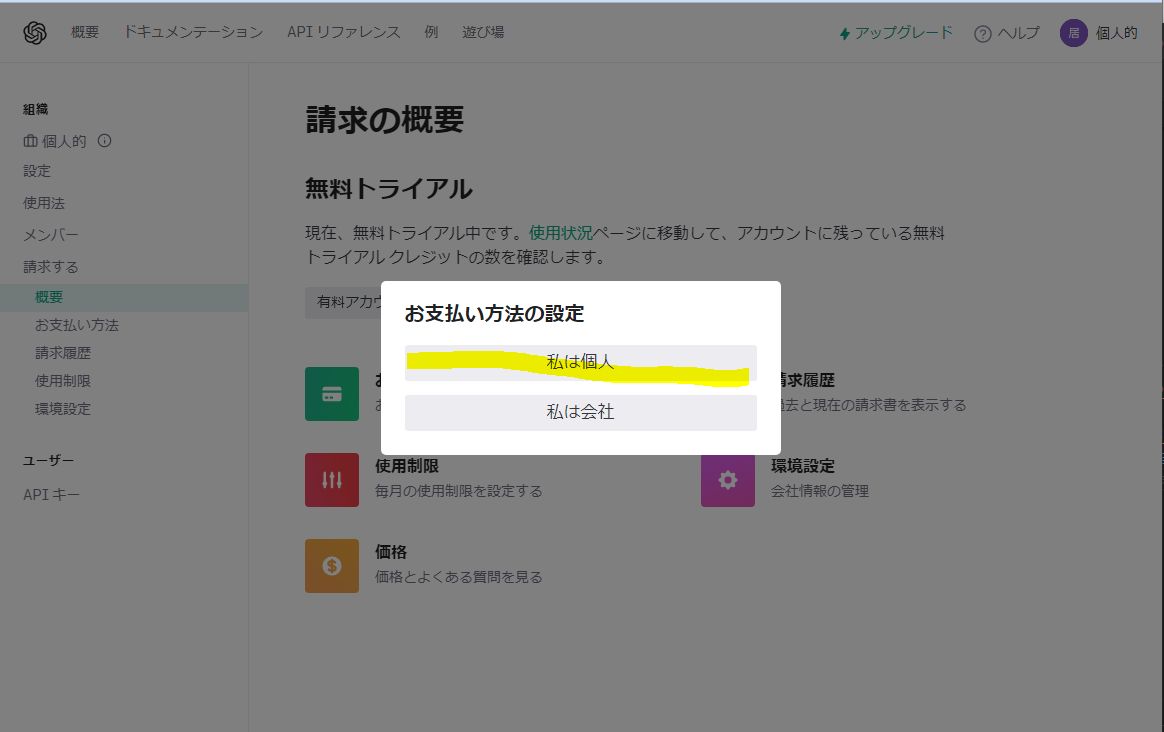 概要 ドキュメンテーション API リファレンス 例 遊び場 アップグレード ヘルプ 居 個人的
組織
個人的
設定
使用法
メンバー
請求する
概要
お支払い方法
請求履歴
使用制限
環境設定
ユーザー
API キー
請求の概要
無料トライアル
現在、無料トライアル中です。使用状況ページに移動して、アカウントに残っている無料
トライアル クレジットの数を確認します。
有料アカウ
お支払い方法の設定
私は個人
私は会社
求履歴
去と現在の請求書を表示する
使用制限
毎月の使用制限を設定する
環境設定
会社情報の管理
価格
価格とよくある質問を見る